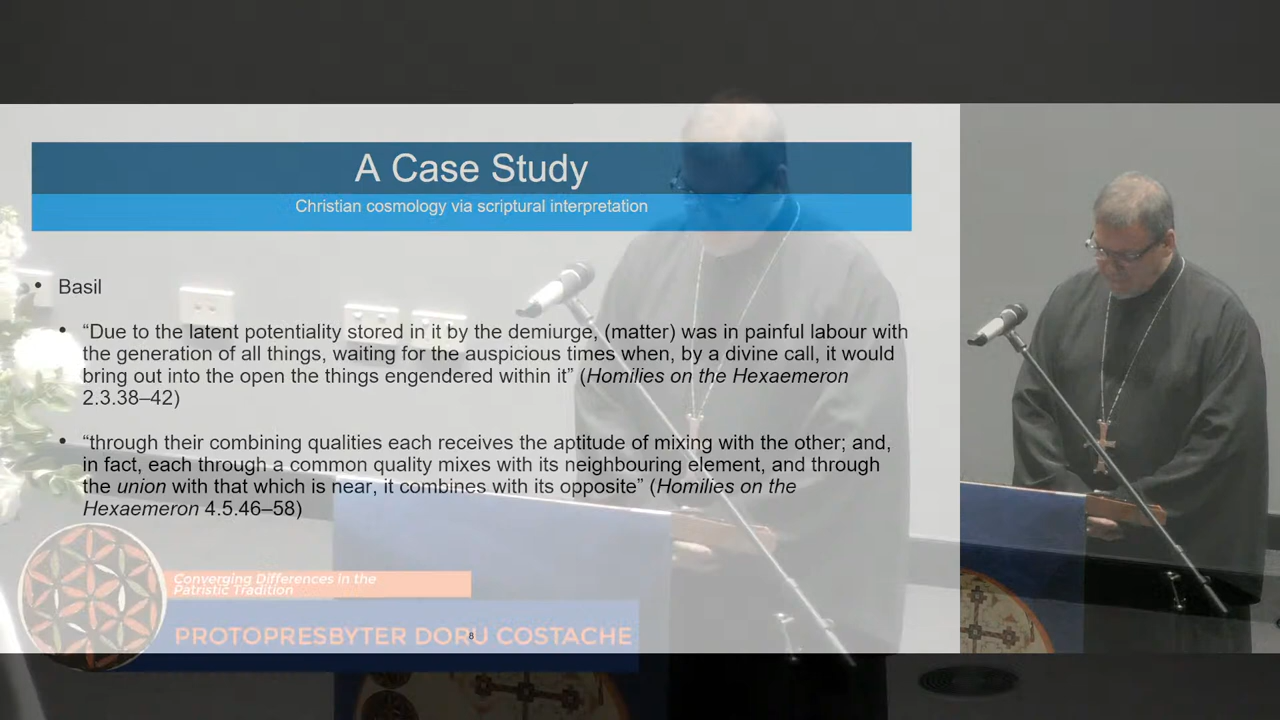 A Case Study
Christian cosmology via scriptural interpretation
• Basil
• “Due to the latent potentiality stored in it by the demiurge, (matter) was in painful labour with
the generation of all things, waiting for the auspicious times when, by a divine call, it would
bring out into the open the things engendered within it” (Homilies on the Hexaemeron
2.3.38–42)
• “through their combining qualities each receives the aptitude of mixing with the other; and,
in fact, each through a common quality mixes with its neighbouring element, and through
the union with that which is near, it combines with its opposite” (Homilies on the
Hexaemeron 4.5.46–58)
Converging Differences in the
Patristic Tradition
PROTOPRESBYTER DORU COSTACHE
8